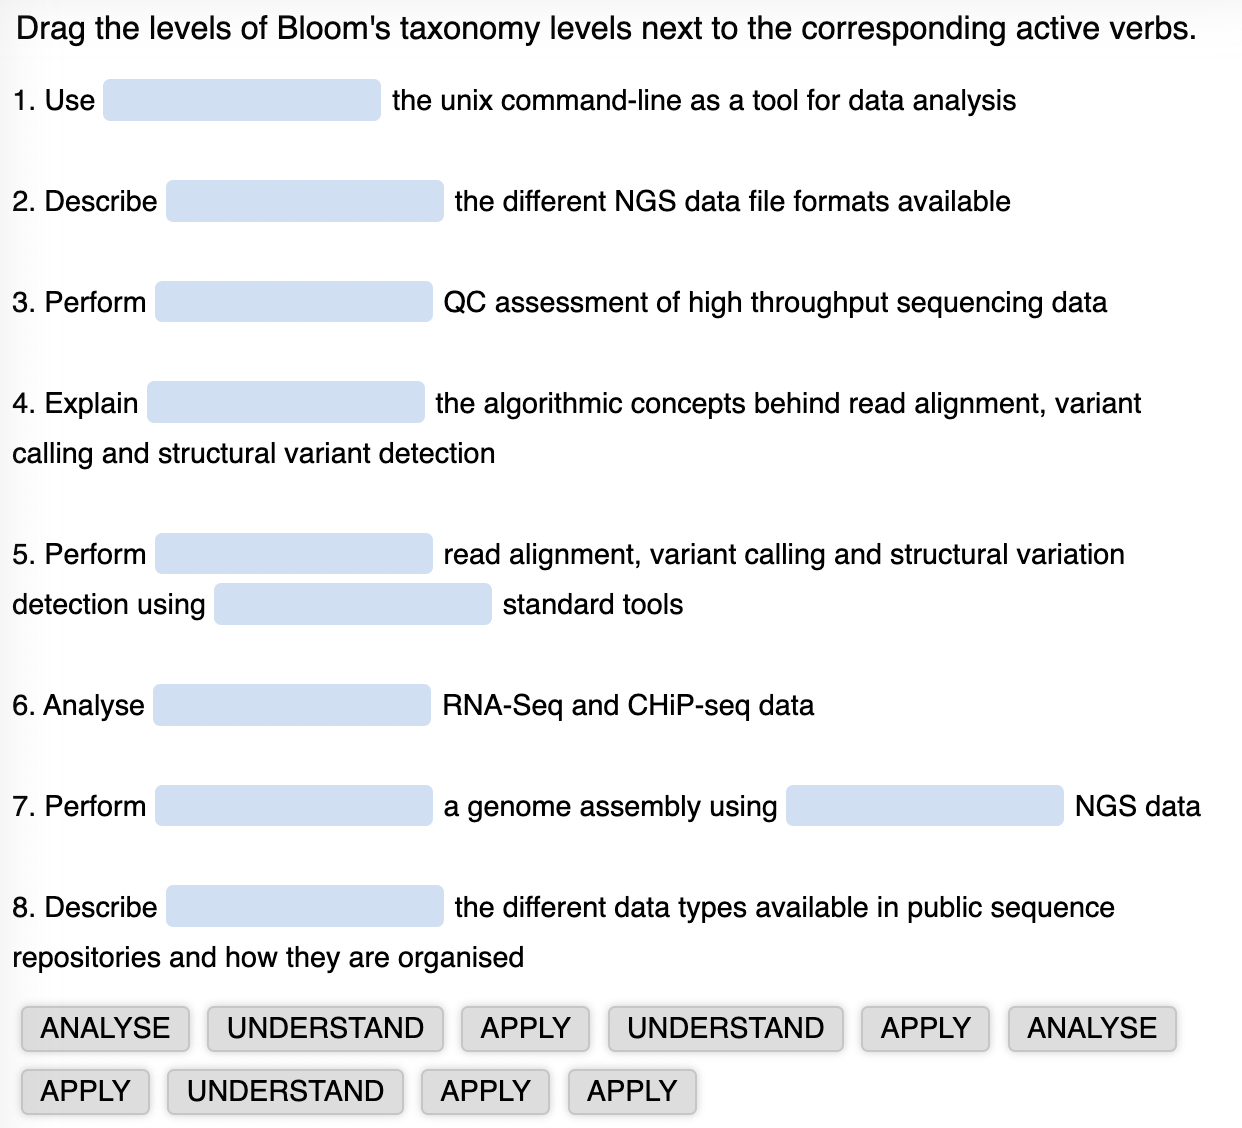 Drag the levels of Bloom's taxonomy levels next to the corresponding active verbs.
1. Use the unix command-line as a tool for data analysis
2. Describe the different NGS data file formats available
3. Perform QC assessment of high throughput sequencing data
4. Explain the algorithmic concepts behind read alignment, variant
calling and structural variant detection
5. Perform read alignment, variant calling and structural variation
detection using standard tools
6. Analyse RNA-Seq and CHiP-seq data
7. Perform a genome assembly using NGS data
8. Describe the different data types available in public sequence
repositories and how they are organised
ANALYSE UNDERSTAND APPLY UNDERSTAND APPLY ANALYSE
APPLY UNDERSTAND APPLY APPLY